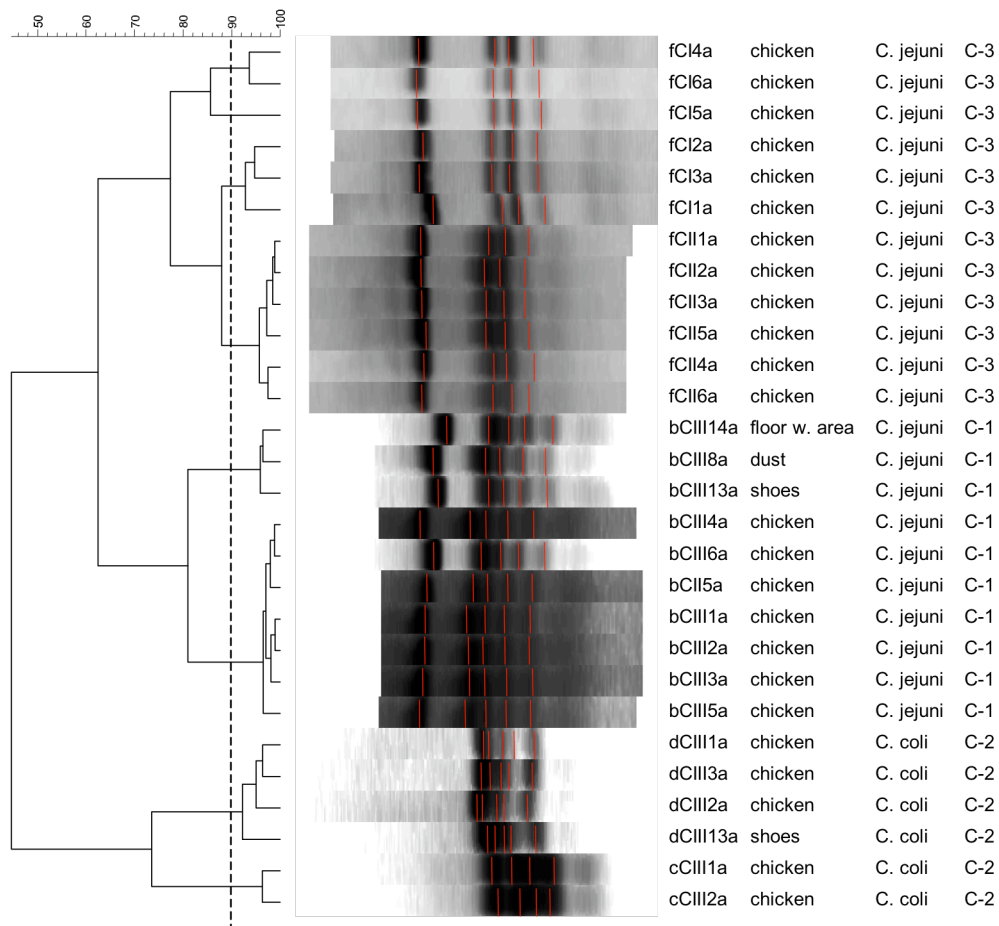 50 60 70 80 90 100
fCI4a chicken C. jejuni C-3
fCI6a chicken C. jejuni C-3
fCI5a chicken C. jejuni C-3
fCI2a chicken C. jejuni C-3
fCI3a chicken C. jejuni C-3
fCI1a chicken C. jejuni C-3
fCII1a chicken C. jejuni C-3
fCII2a chicken C. jejuni C-3
fCII3a chicken C. jejuni C-3
fCII5a chicken C. jejuni C-3
fCII4a chicken C. jejuni C-3
fCII6a chicken C. jejuni C-3
bCIII14a floor w. area C. jejuni C-1
bCIII8a dust C. jejuni C-1
bCIII13a shoes C. jejuni C-1
bCIII4a chicken C. jejuni C-1
bCIII6a chicken C. jejuni C-1
bCII5a chicken C. jejuni C-1
bCIII1a chicken C. jejuni C-1
bCIII2a chicken C. jejuni C-1
bCIII3a chicken C. jejuni C-1
bCIII5a chicken C. jejuni C-1
dCIII1a chicken C. coli C-2
dCIII3a chicken C. coli C-2
dCIII2a chicken C. coli C-2
dCIII13a shoes C. coli C-2
cCIII1a chicken C. coli C-2
cCIII2a chicken C. coli C-2